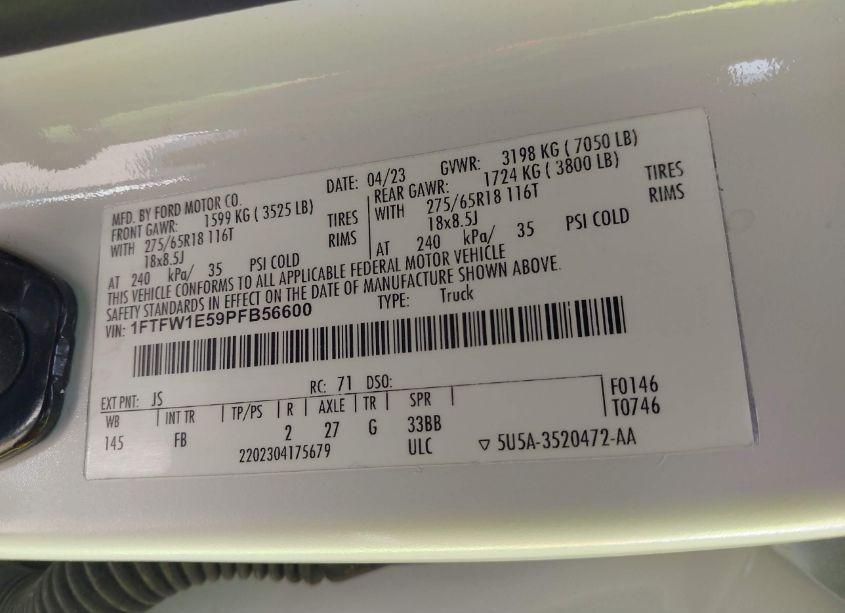 MFD. BY FORD MOTOR CO.
DATE: 04/23 GVWR: 3198 KG ( 7050 LB)
FRONT GAWR: 1599 KG ( 3525 LB) REAR GAWR: 1724 KG ( 3800 LB)
WITH 275/65R18 116T TIRES WITH 275/65R18 116T TIRES
18x8.5J RIMS 18x8.5J RIMS
AT 240 kPa/ 35 PSI COLD AT 240 kPa/ 35 PSI COLD
THIS VEHICLE CONFORMS TO ALL APPLICABLE FEDERAL MOTOR VEHICLE
SAFETY STANDARDS IN EFFECT ON THE DATE OF MANUFACTURE SHOWN ABOVE.
VIN: 1FTFW1E59PFB56600 TYPE: Truck
EXT PNT: JS RC: 71 DSO:
WB INT TR TP/PS R AXLE TR SPR F0146
145 FB 2 27 G 33BB T0746
2202304175679 ULC ▽ 5U5A-3520472-AA